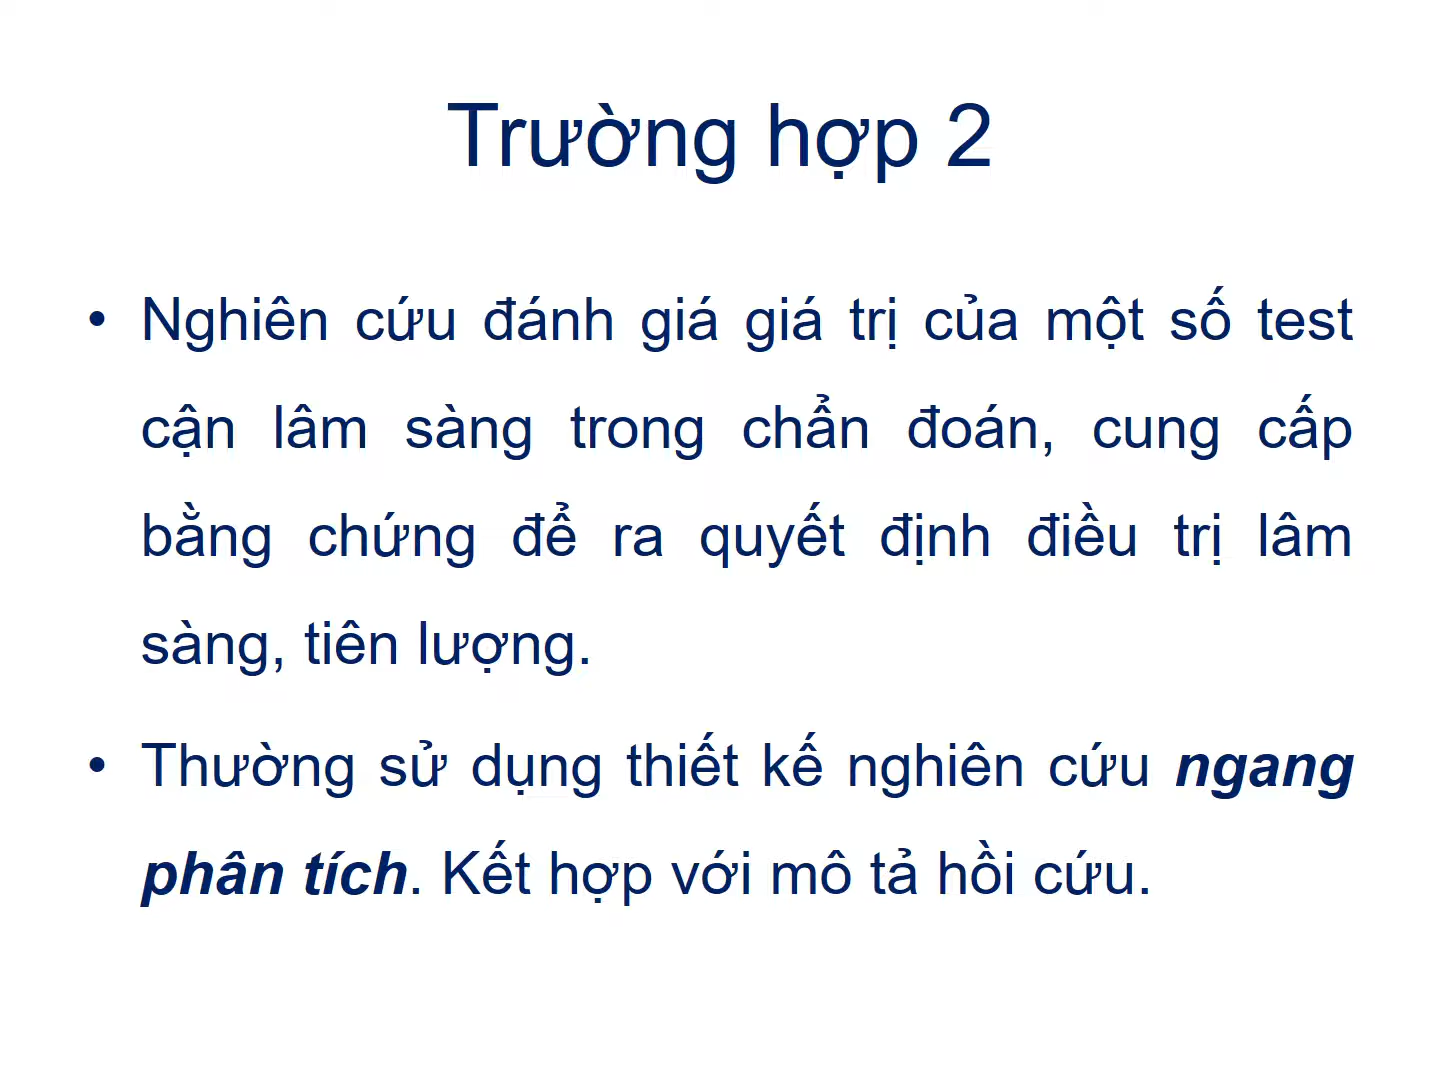 Trường hợp 2
• Nghiên cứu đánh giá giá trị của một số test
cận lâm sàng trong chẩn đoán, cung cấp
bằng chứng để ra quyết định điều trị lâm
sàng, tiên lượng.
• Thường sử dụng thiết kế nghiên cứu ngang
phân tích. Kết hợp với mô tả hồi cứu.